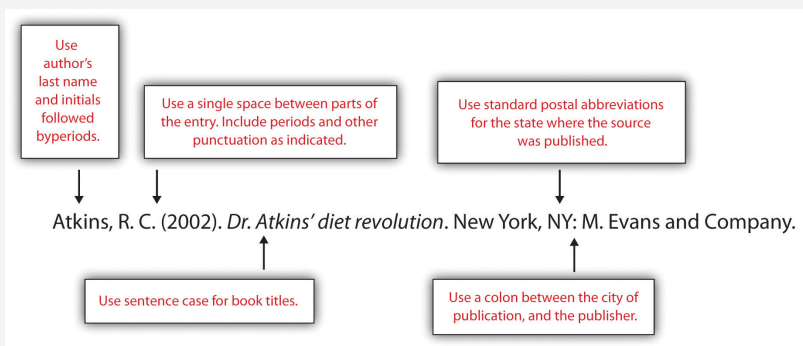 Use
author's
last name
and initials
followed
byperiods.
Use a single space between parts of
the entry. Include periods and other
punctuation as indicated.
Use standard postal abbreviations
for the state where the source
was published.
Atkins, R. C. (2002). Dr. Atkins' diet revolution. New York, NY: M. Evans and Company.
Use sentence case for book titles.
Use a colon between the city of
publication, and the publisher.